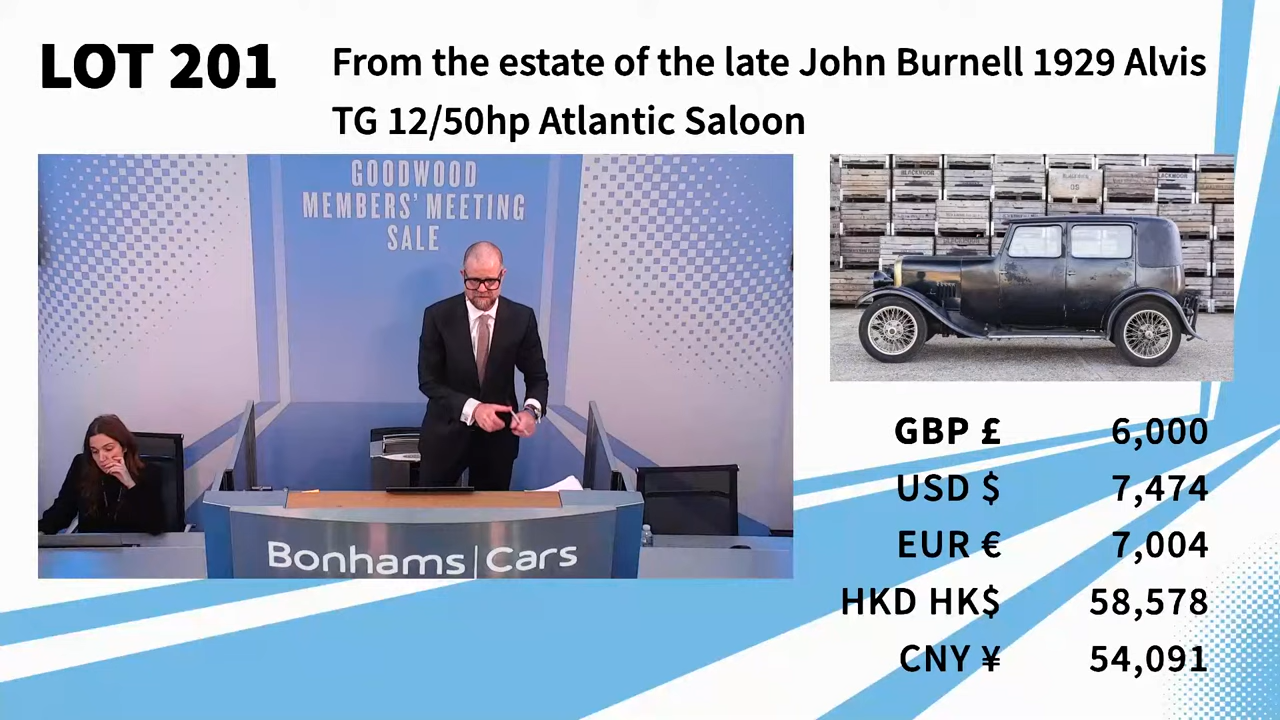 LOT 201
From the estate of the late John Burnell 1929 Alvis
TG 12/50hp Atlantic Saloon
GOODWOOD
MEMBERS' MEETING
SALE
Bonhams|Cars
BLACKMOOR
GBP £ 6,000
USD $ 7,474
EUR € 7,004
HKD HK$ 58,578
CNY ¥ 54,091